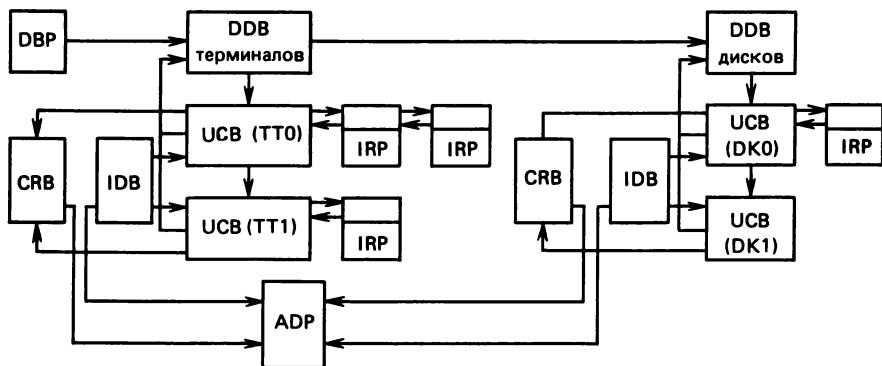 DBP
DDB
терминалов
DDB
дисков
UCB (TT0)
IRP
IRP
UCB
(DK0)
IRP
CRB
IDB
CRB
IDB
UCB (TT1)
IRP
UCB
(DK1)
ADP